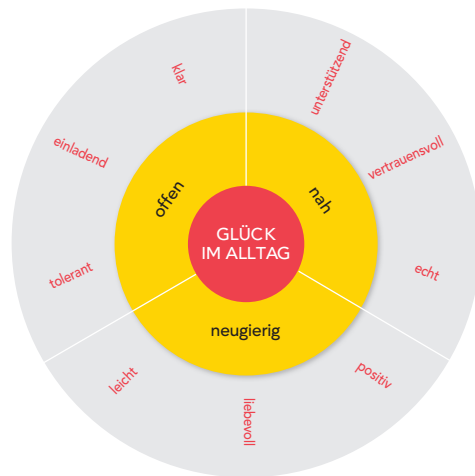 GLÜCK
IM ALLTAG
offen
nah
neugierig
klar
einladend
tolerant
unterstützend
vertrauensvoll
echt
positiv
liebevoll
leicht